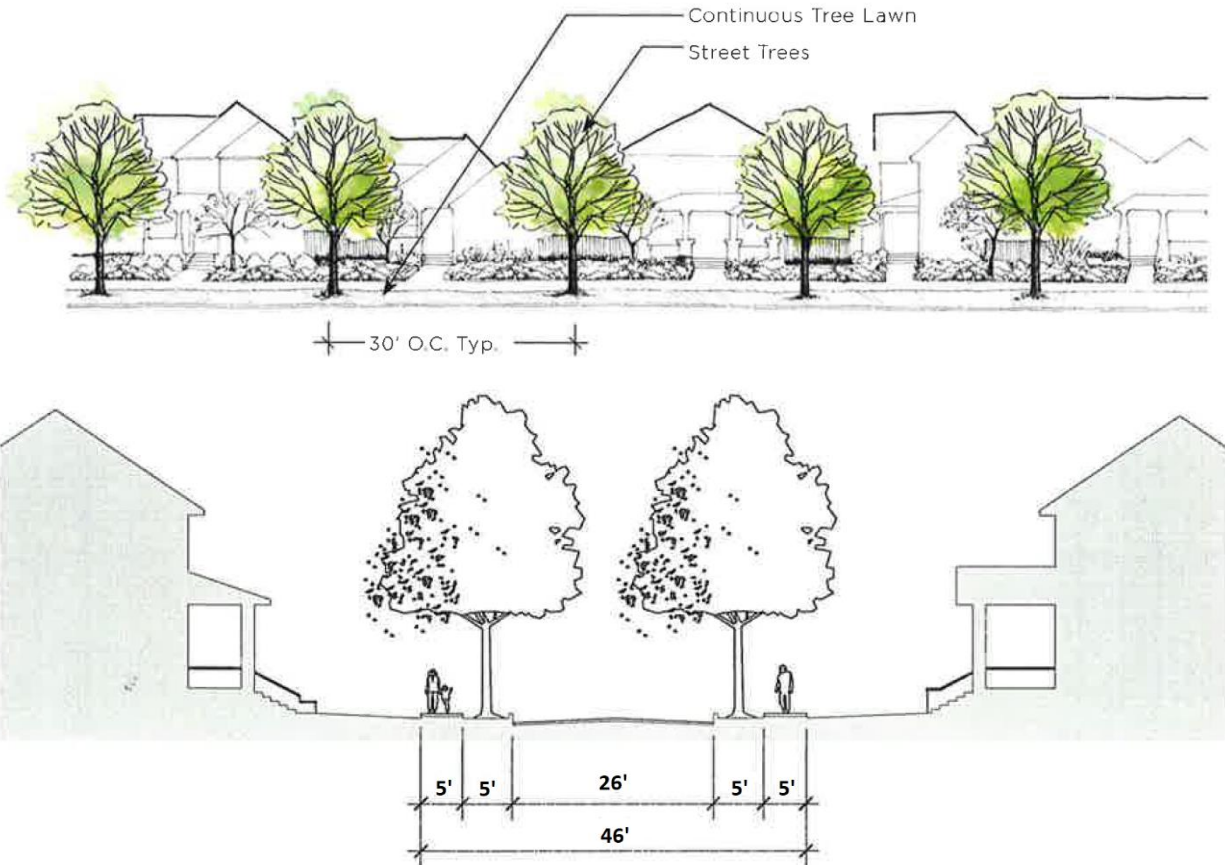 Continuous Tree Lawn
Street Trees
30' O.C. Typ.
5' 5' 26' 5' 5'
46'